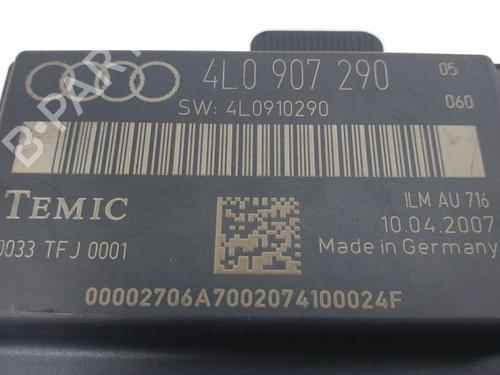 4L0 907 290 05
SW: 4L0910290 060
B-PART
TEMIC ILM AU 716
0033 TFJ 0001 10.04.2007
Made in Germany
00002706A7002074100024F